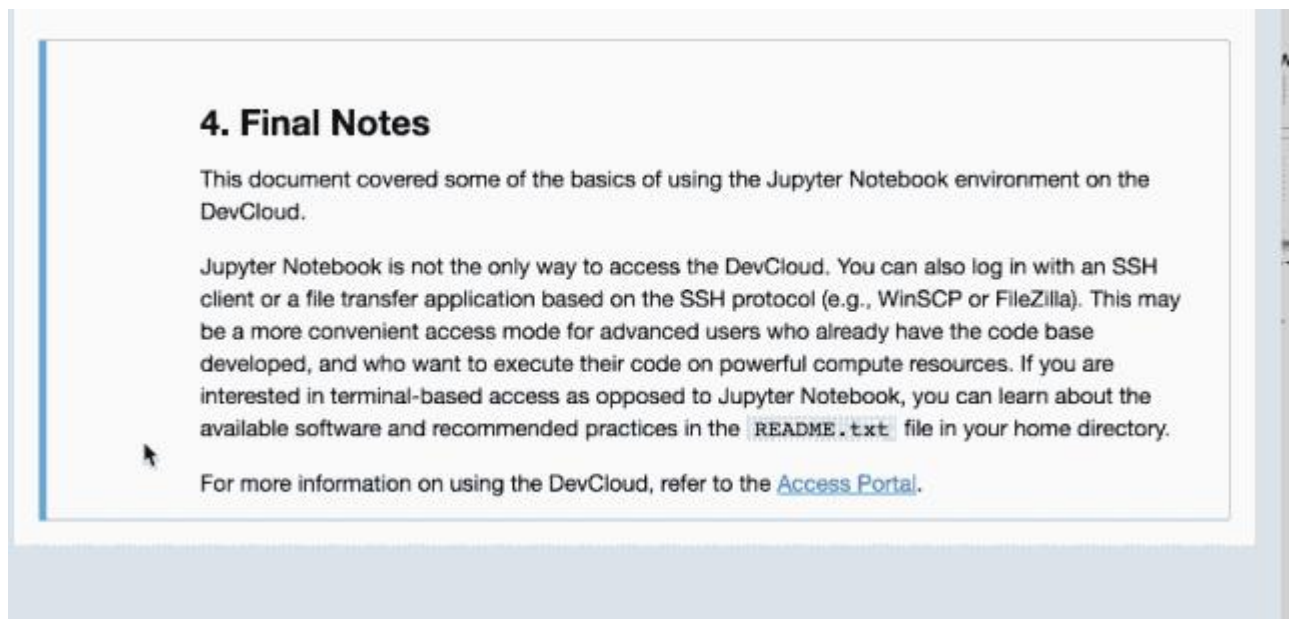 4. Final Notes
This document covered some of the basics of using the Jupyter Notebook environment on the
DevCloud.
Jupyter Notebook is not the only way to access the DevCloud. You can also log in with an SSH
client or a file transfer application based on the SSH protocol (e.g., WinSCP or FileZilla). This may
be a more convenient access mode for advanced users who already have the code base
developed, and who want to execute their code on powerful compute resources. If you are
interested in terminal-based access as opposed to Jupyter Notebook, you can learn about the
available software and recommended practices in the README.txt file in your home directory.
For more information on using the DevCloud, refer to the Access Portal.